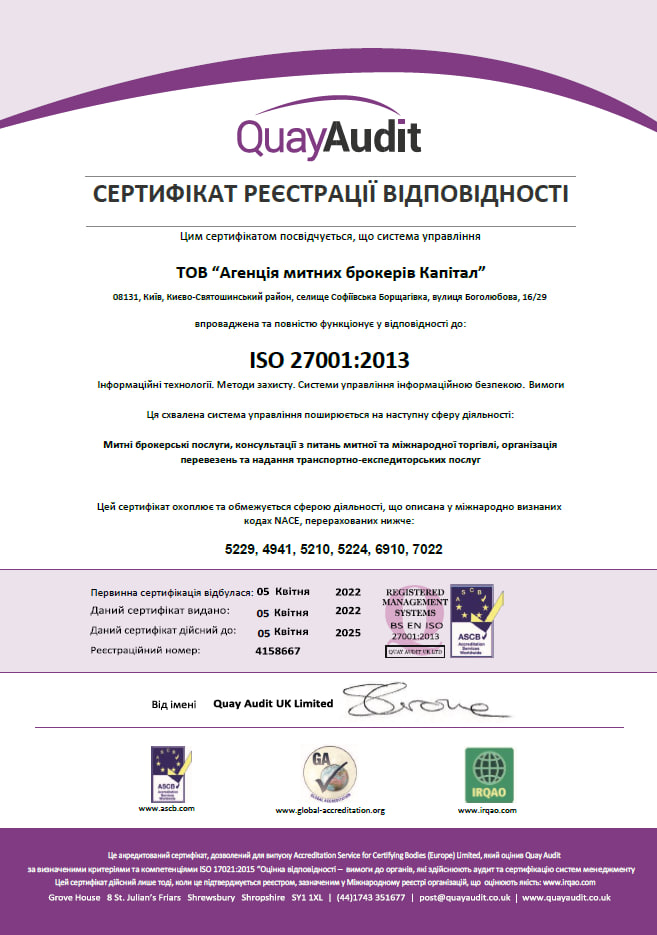 QuayAudit
СЕРТИФІКАТ РЕЄСТРАЦІЇ ВІДПОВІДНОСТІ
Цим сертифікатом посвідчується, що система управління
ТОВ “Агенція митних брокерів Капітал”
08131, Київ, Києво-Святошинський район, селище Софіївська Борщагівка, вулиця Боголюбова, 16/29
впроваджена та повністю функціонує у відповідності до:
ISO 27001:2013
Інформаційні технології. Методи захисту. Системи управління інформаційною безпекою. Вимоги
Ця схвалена система управління поширюється на наступну сферу діяльності:
Митні брокерські послуги, консультації з питань митної та міжнародної торгівлі, організація
перевезень та надання транспортно-експедиторських послуг
Цей сертифікат охоплює та обмежується сферою діяльності, що описана у міжнародно визнаних
кодах NACE, перерахованих нижче:
5229, 4941, 5210, 5224, 6910, 7022
Первинна сертифікація відбулася: 05 Квітня 2022
Даний сертифікат видано: 05 Квітня 2022
Даний сертифікат дійсний до: 05 Квітня 2025
Реєстраційний номер: 4158667
REGISTERED
MANAGEMENT
SYSTEMS
BS EN ISO
27001:2013
QUAY AUDIT UK LTD
ASCB
ASCB
Accreditation
Services
Worldwide
Від імені Quay Audit UK Limited
ASCB
ASCB
Accreditation
Services
Worldwide
www.ascb.com
GA
GLOBAL ACCREDITATION
www.global-accreditation.org
IRQAO
www.irqao.com
Це акредитований сертифікат, дозволений для випуску Accreditation Service for Certifying Bodies (Europe) Limited, який оцінив Quay Audit
за визначеними критеріями та компетенціями ISO 17021:2015 “Оцінка відповідності – вимоги до органів, які здійснюють аудит та сертифікацію систем менеджменту
Цей сертифікат дійсний лише тоді, коли це підтверджується реєстром, зазначеним у Міжнародному реєстрі організацій, що оцінюють якість: www.irqao.com
Grove House 8 St. Julian’s Friars Shrewsbury Shropshire SY1 1XL | (44)1743 351677 | post@quayaudit.co.uk | www.quayaudit.co.uk